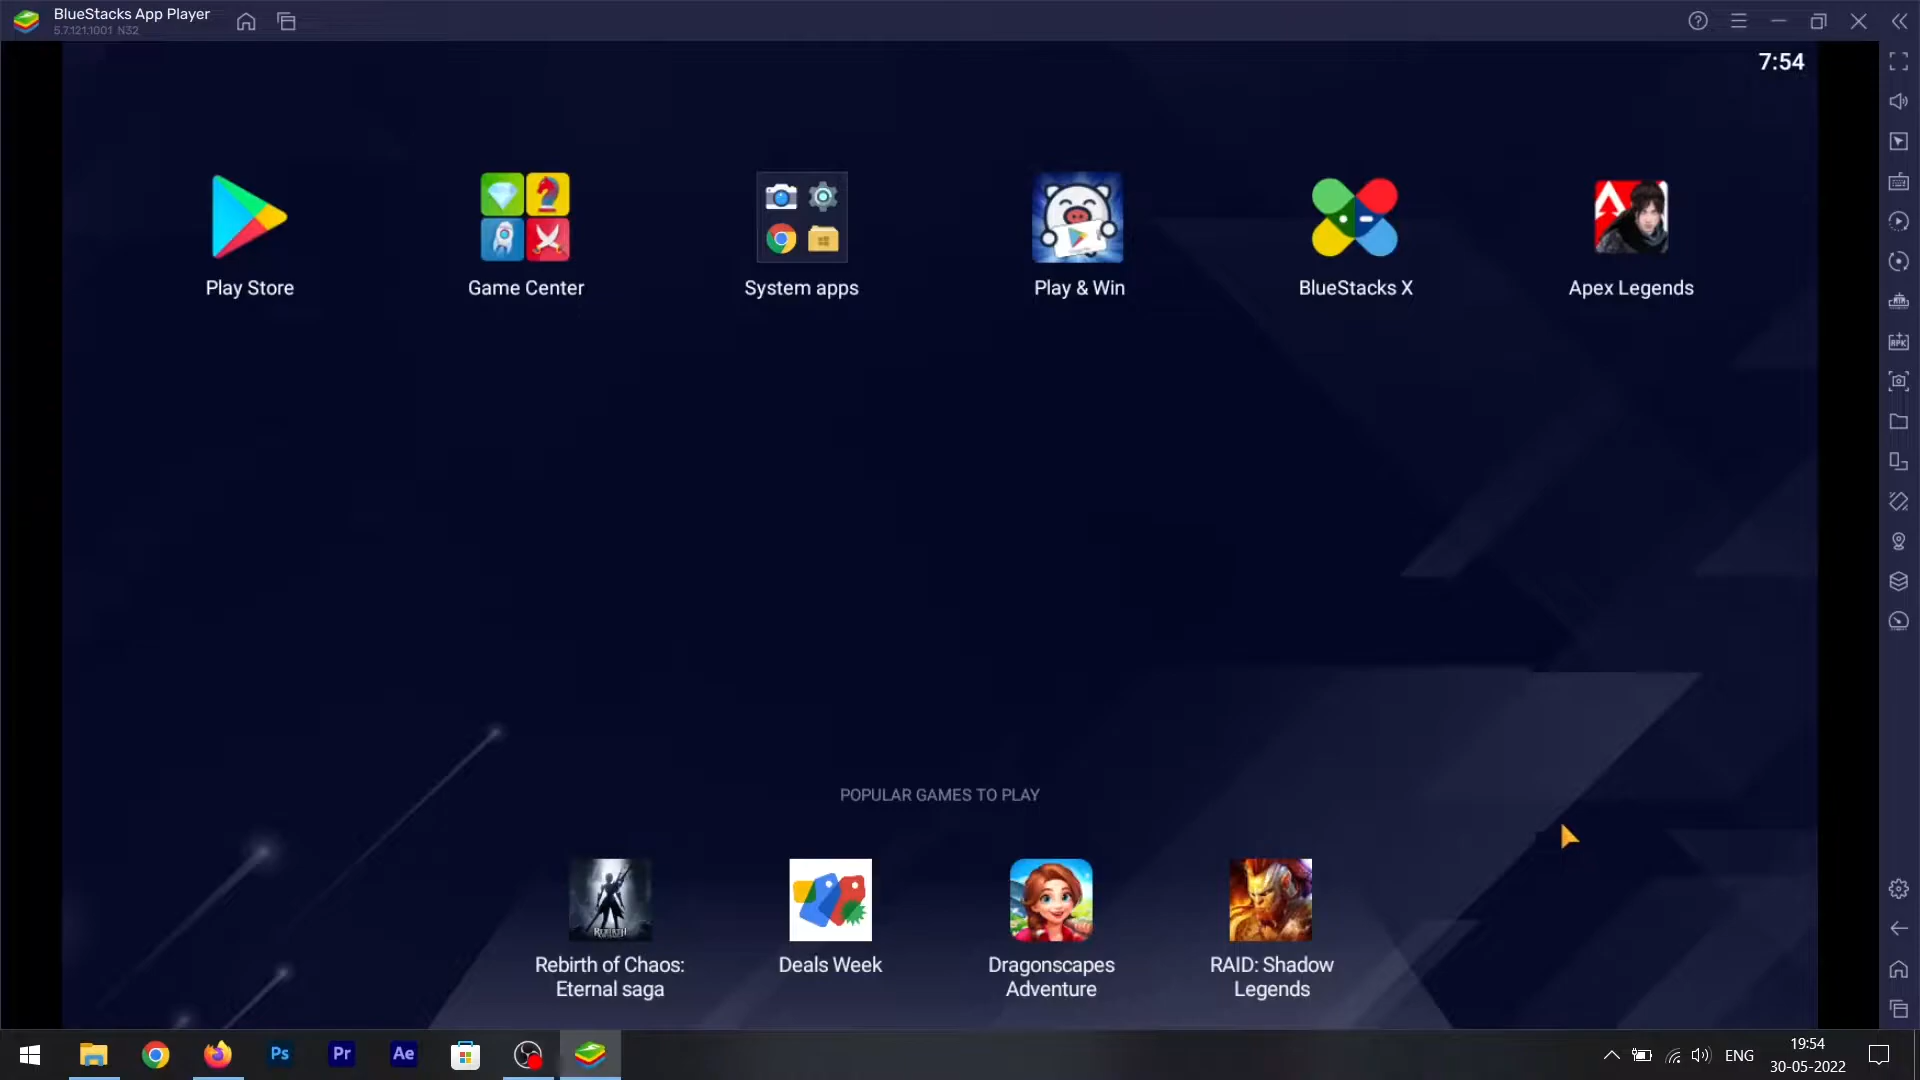 BlueStacks App Player
5.7.121.1001 N32
7:54
Play Store
Game Center
System apps
Play & Win
BlueStacks X
Apex Legends
POPULAR GAMES TO PLAY
Rebirth of Chaos:
Eternal saga
Deals Week
Dragonscapes
Adventure
RAID: Shadow
Legends
Ps
Pr
Ae
ENG
19:54
30-05-2022